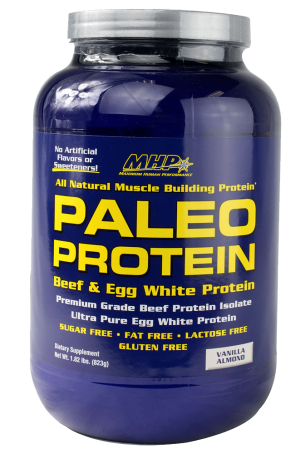 No Artificial
Flavors or
Sweeteners!
MHP
MAXIMUM HUMAN PERFORMANCE
All Natural Muscle Building Protein*
PALEO
PROTEIN
Beef & Egg White Protein
Premium Grade Beef Protein Isolate
Ultra Pure Egg White Protein
SUGAR FREE • FAT FREE • LACTOSE FREE
GLUTEN FREE
Dietary Supplement
Net Wt. 1.82 lbs. (823g)
VANILLA
ALMOND